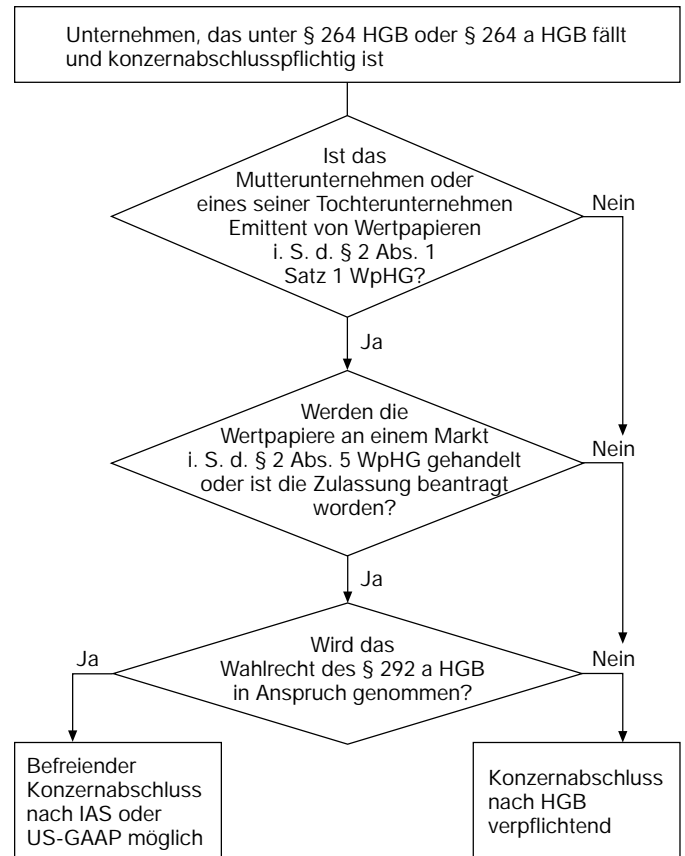 Unternehmen, das unter § 264 HGB oder § 264 a HGB fällt
und konzernabschlusspflichtig ist
Ist das
Mutterunternehmen oder
eines seiner Tochterunternehmen
Emittent von Wertpapieren
i. S. d. § 2 Abs. 1
Satz 1 WpHG?
Nein
Ja
Werden die
Wertpapiere an einem Markt
i. S. d. § 2 Abs. 5 WpHG gehandelt
oder ist die Zulassung beantragt
worden?
Nein
Ja
Wird das
Wahlrecht des § 292 a HGB
in Anspruch genommen?
Ja
Nein
Befreiender
Konzernabschluss
nach IAS oder
US-GAAP möglich
Konzernabschluss
nach HGB
verpflichtend